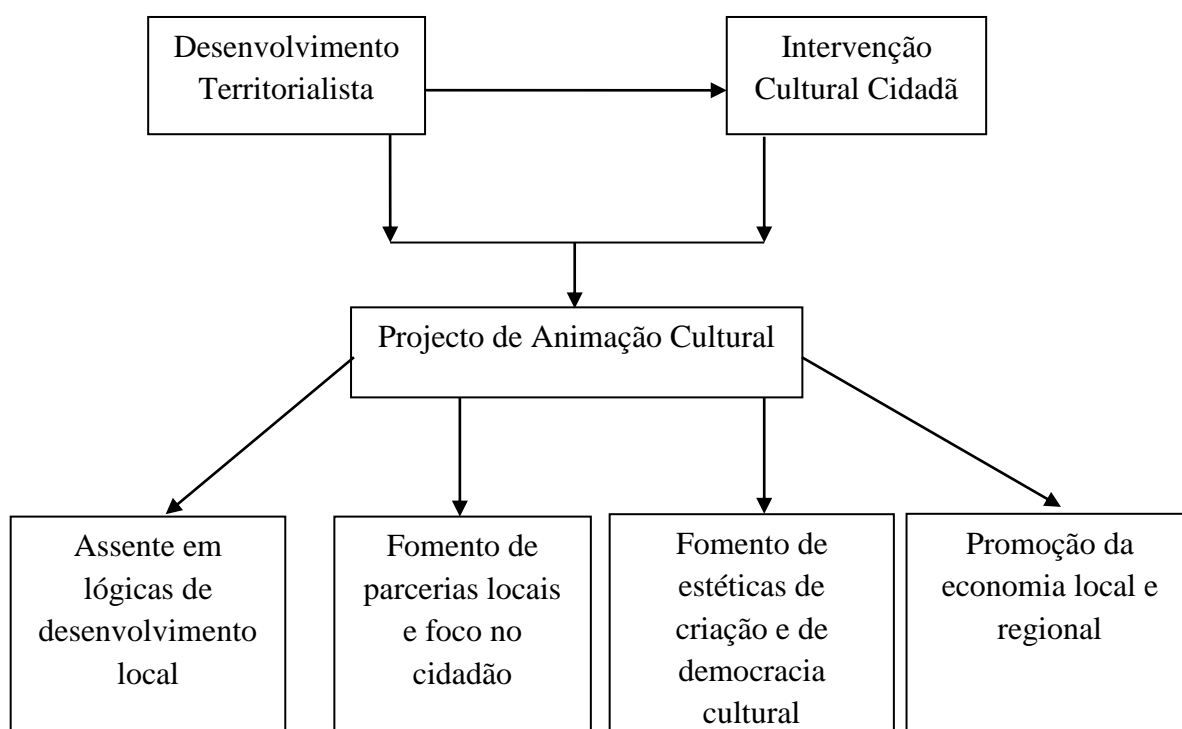 Desenvolvimento
Territorialista
Intervenção
Cultural Cidadã
Projecto de Animação Cultural
Assente em
lógicas de
desenvolvimento
local
Fomento de
parcerias locais
e foco no
cidadão
Fomento de
estéticas de
criação e de
democracia
cultural
Promoção da
economia local e
regional